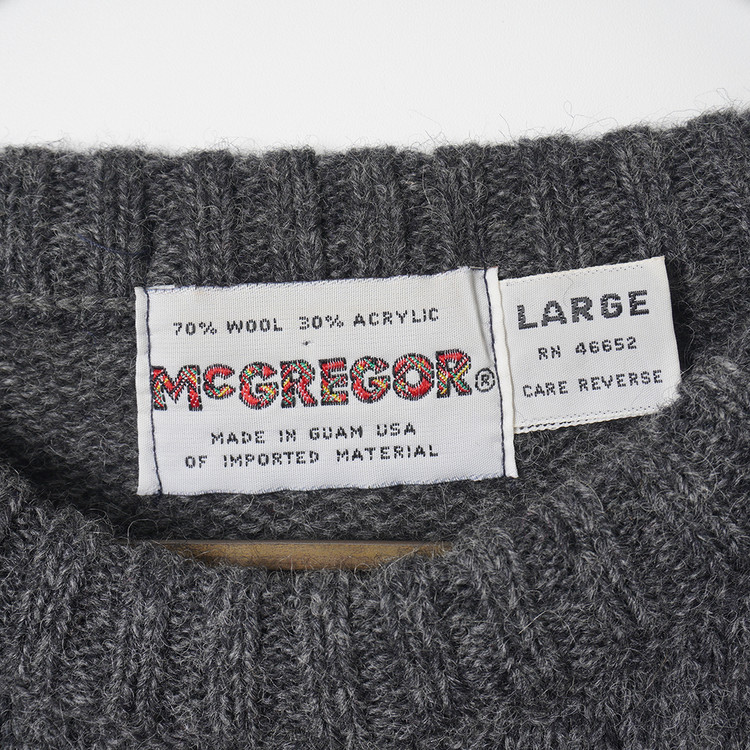 70% WOOL 30% ACRYLIC
McGREGOR®
MADE IN GUAM USA
OF IMPORTED MATERIAL
LARGE
RN 46652
CARE REVERSE